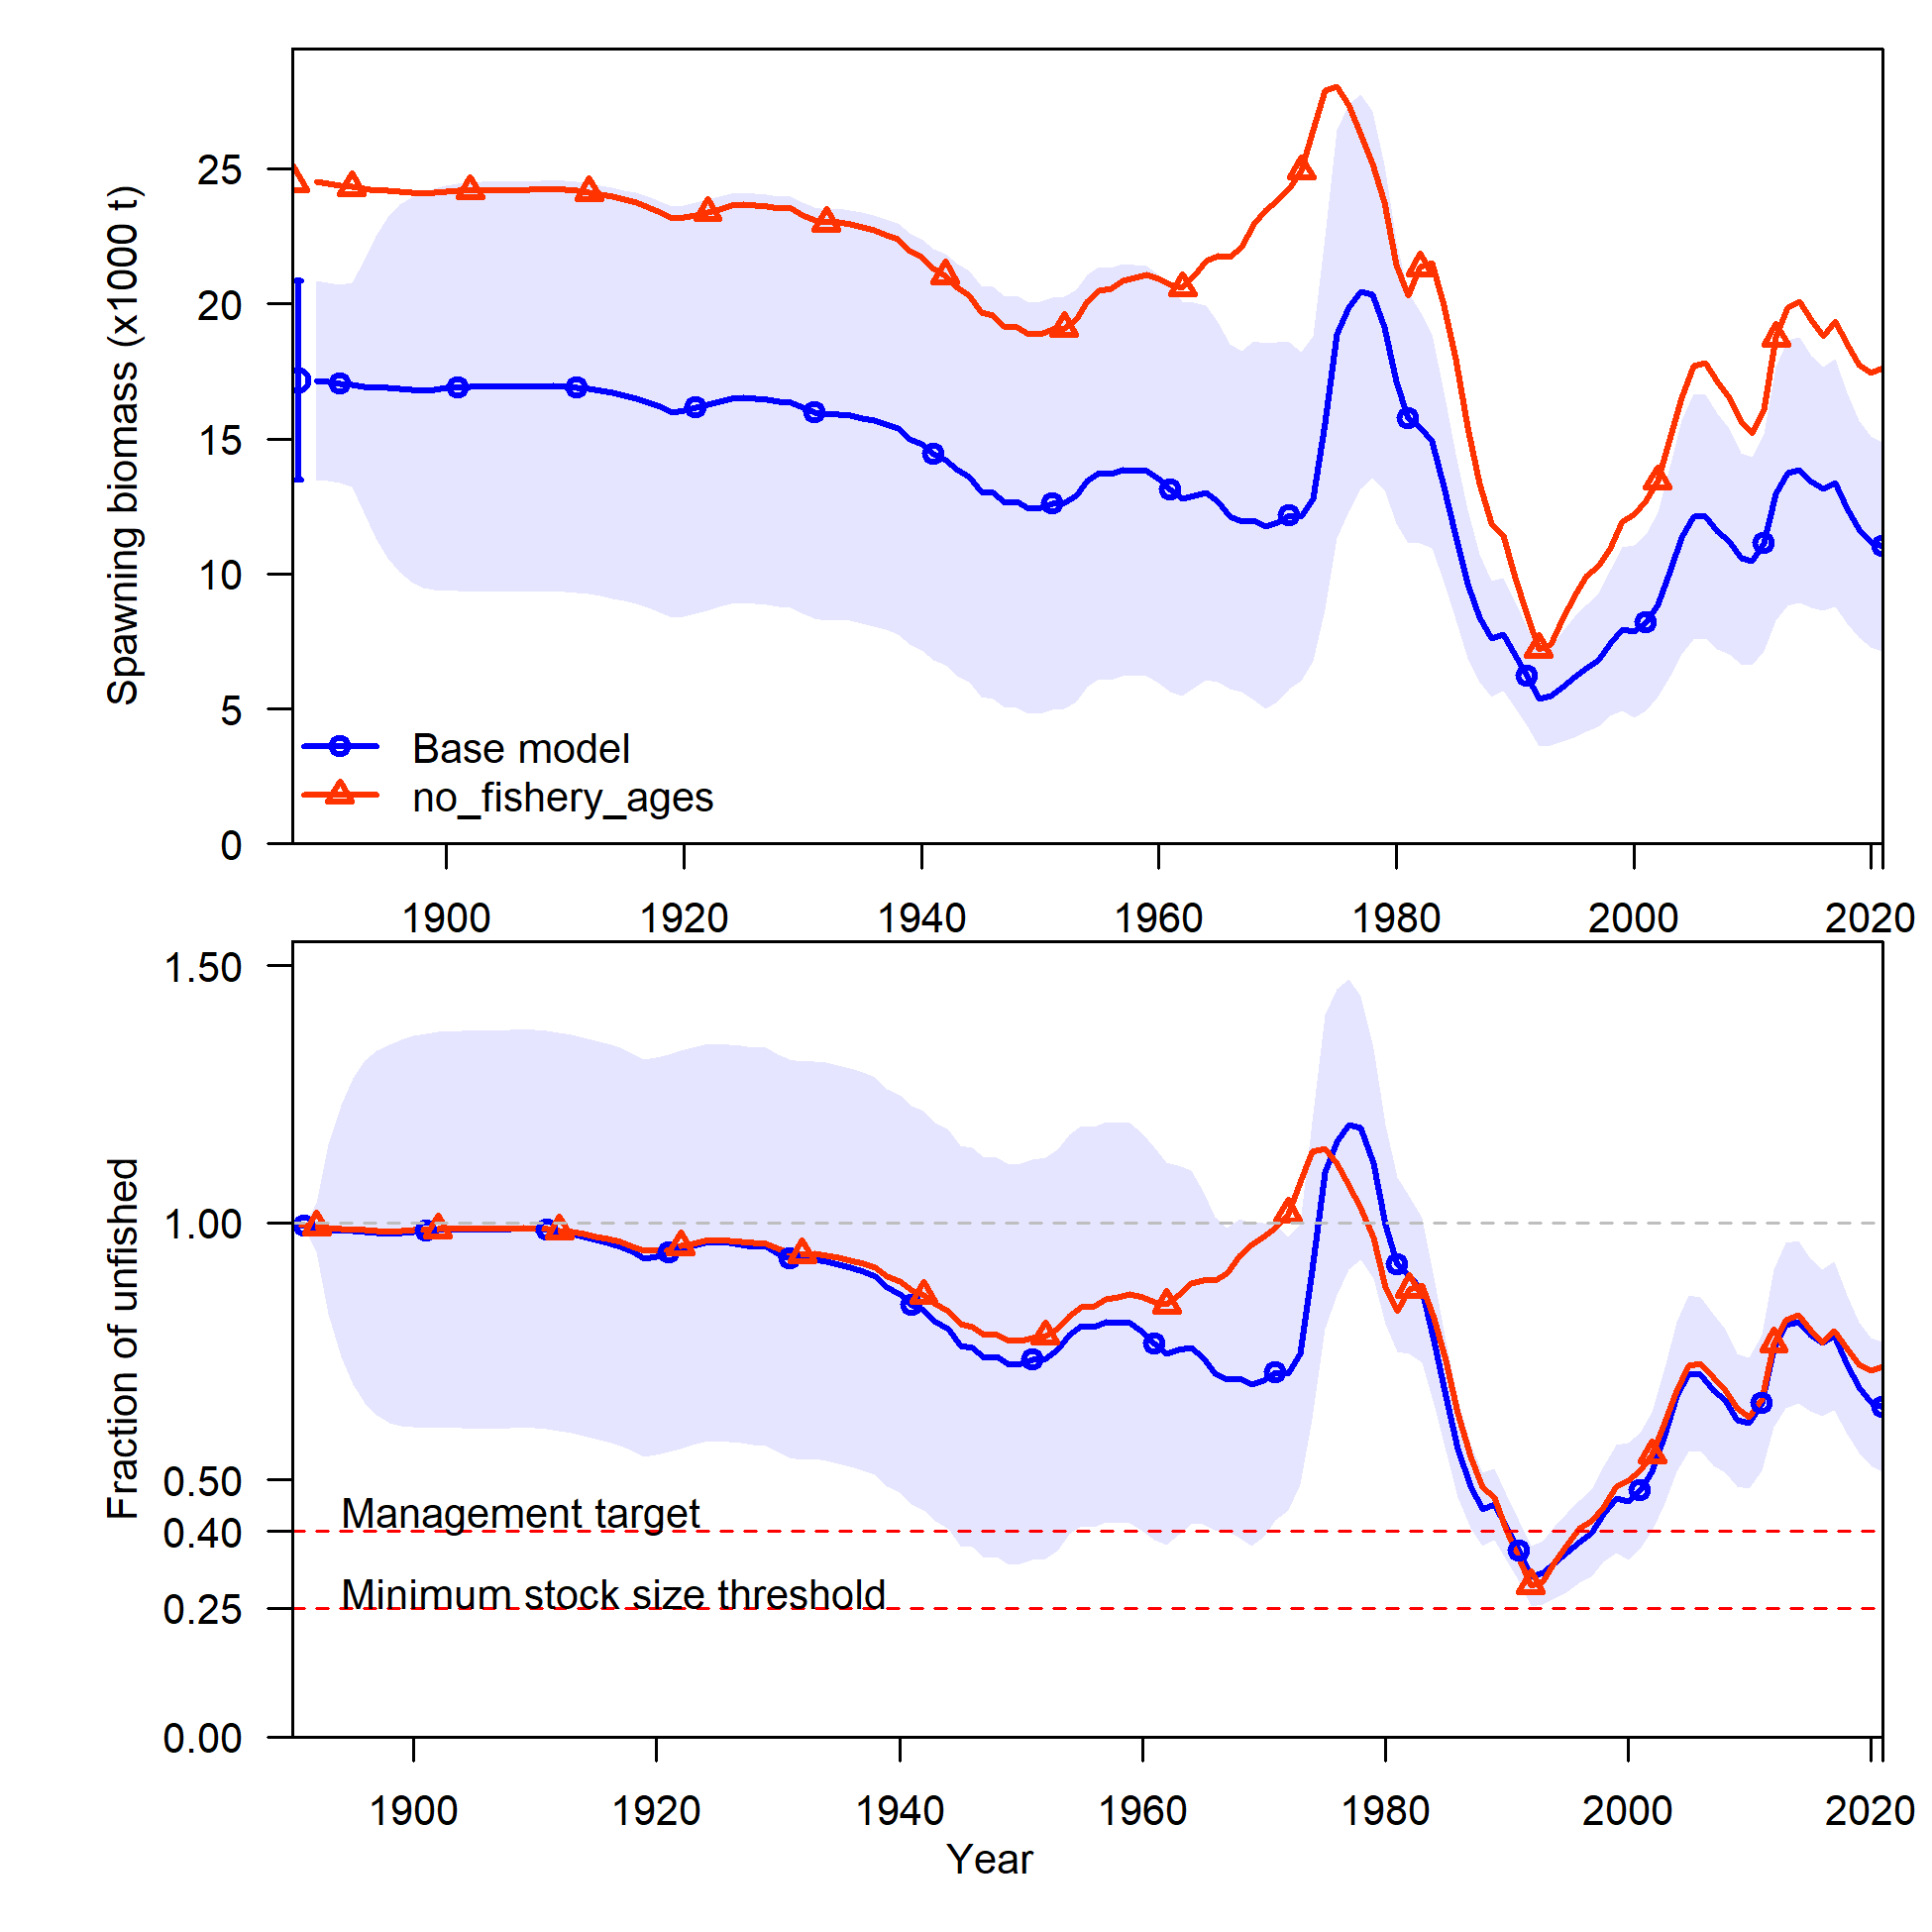 Spawning biomass (x1000 t)
25
20
15
10
5
0
Base model
no_fishery_ages
1900 1920 1940 1960 1980 2000 2020
Fraction of unfished
1.50
1.00
0.50
0.40
0.25
0.00
Management target
Minimum stock size threshold
1900 1920 1940 1960 1980 2000 2020
Year